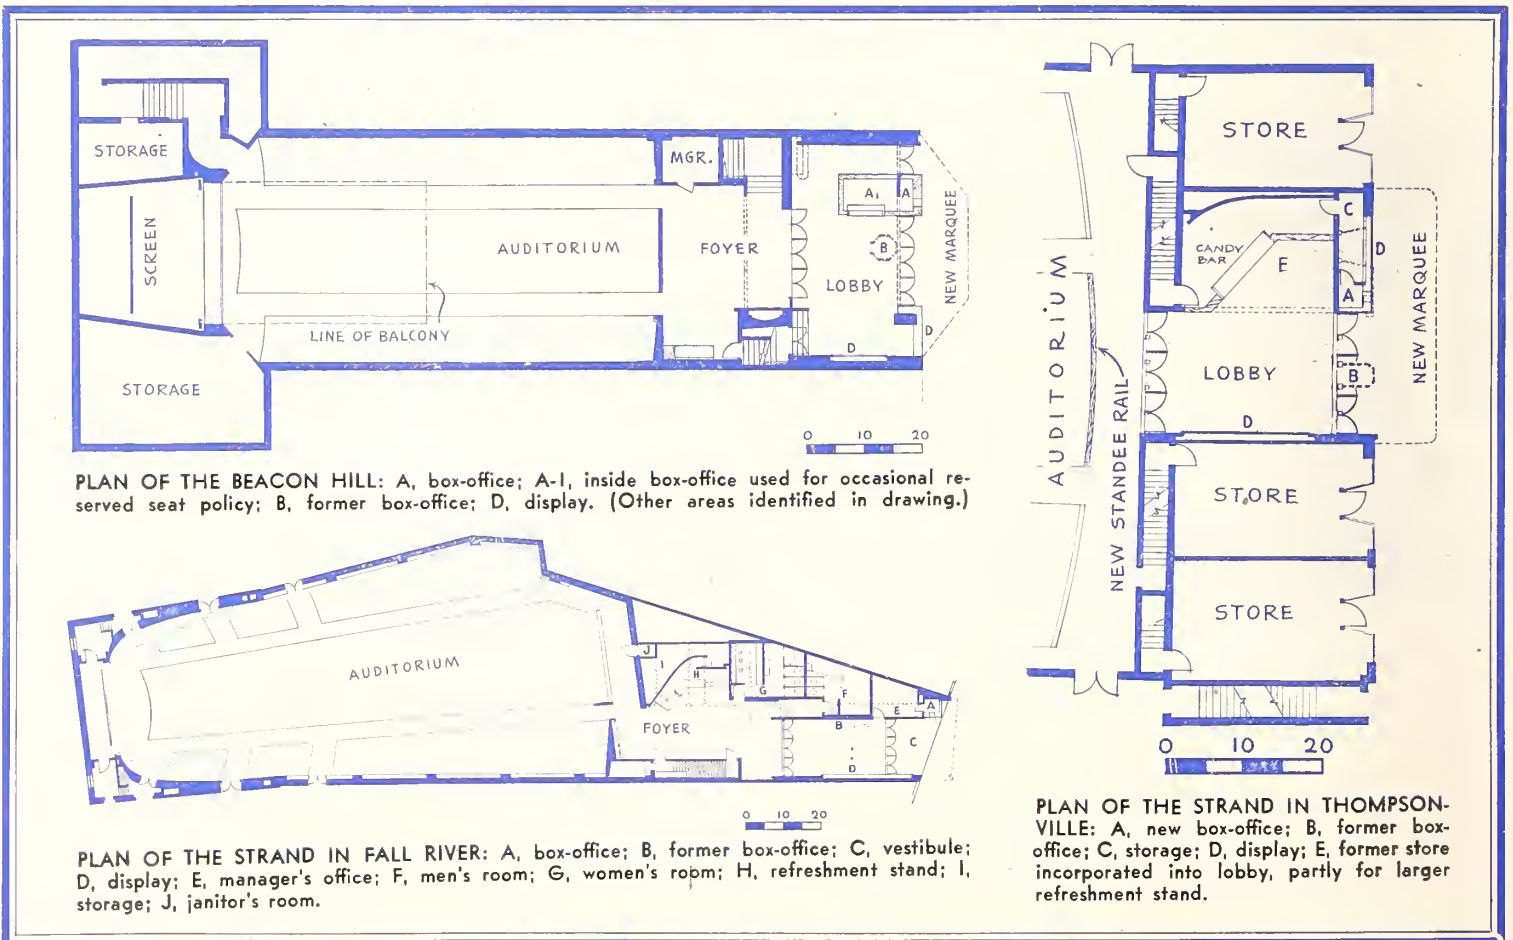 STORAGE
SCREEN
STORAGE
AUDITORIUM
LINE OF BALCONY
MGR.
FOYER
A1 A
B
LOBBY
D
D
NEW MARQUEE
0 10 20
PLAN OF THE BEACON HILL: A, box-office; A-I, inside box-office used for occasional re-
served seat policy; B, former box-office; D, display. (Other areas identified in drawing.)
AUDITORIUM
J
I
H
G
F
E
A
FOYER
B
C
D
0 10 20
PLAN OF THE STRAND IN FALL RIVER: A, box-office; B, former box-office; C, vestibule;
D, display; E, manager's office; F, men's room; G, women's room; H, refreshment stand; I,
storage; J, janitor's room.
STORE
C
CANDY
BAR
E
D
A
AUDITORIUM
NEW STANDEE RAIL
LOBBY
B
D
NEW MARQUEE
STORE
STORE
0 10 20
PLAN OF THE STRAND IN THOMPSON-
VILLE: A, new box-office; B, former box-
office; C, storage; D, display; E, former store
incorporated into lobby, partly for larger
refreshment stand.